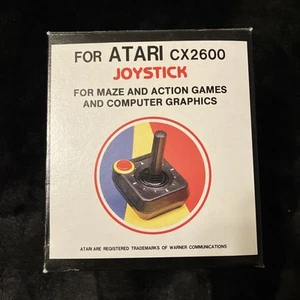 FOR ATARI CX2600
JOYSTICK
FOR MAZE AND ACTION GAMES
AND COMPUTER GRAPHICS
ATARI ARE REGISTERED TRADEMARKS OF WARNER COMMUNICATIONS